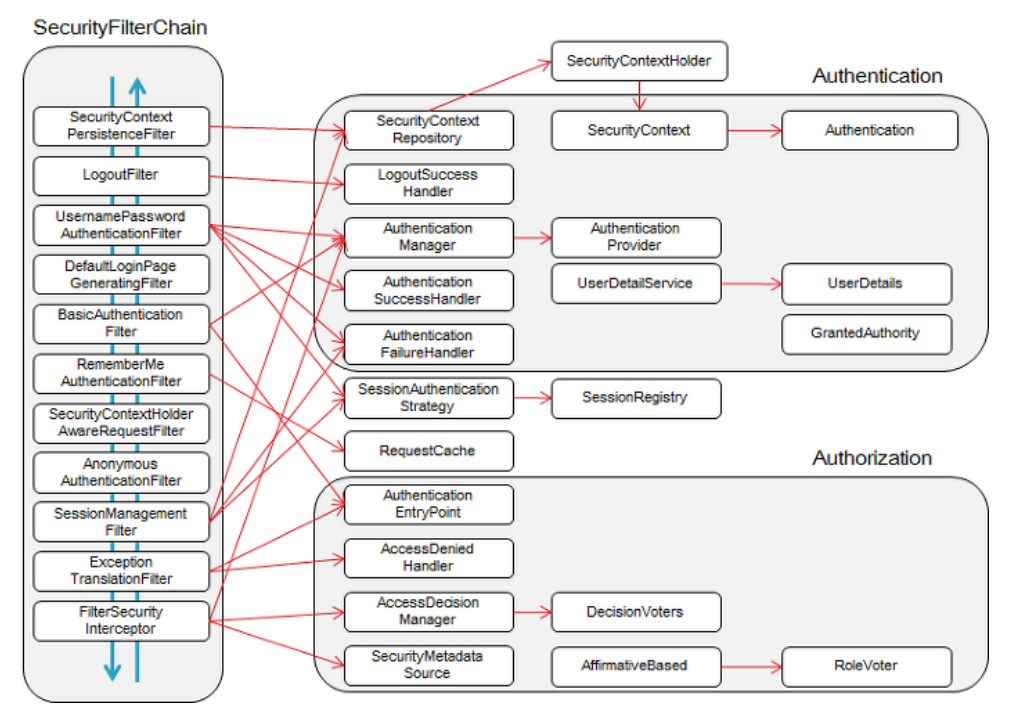 SecurityFilterChain
SecurityContext
PersistenceFilter
LogoutFilter
UsernamePassword
AuthenticationFilter
DefaultLoginPage
GeneratingFilter
BasicAuthentication
Filter
RememberMe
AuthenticationFilter
SecurityContextHolder
AwareRequestFilter
Anonymous
AuthenticationFilter
SessionManagement
Filter
Exception
TranslationFilter
FilterSecurity
Interceptor
SecurityContextHolder
Authentication
SecurityContext
Repository
SecurityContext
Authentication
LogoutSuccess
Handler
Authentication
Manager
Authentication
Provider
Authentication
SuccessHandler
UserDetailService
UserDetails
Authentication
FailureHandler
GrantedAuthority
SessionAuthentication
Strategy
SessionRegistry
RequestCache
Authorization
Authentication
EntryPoint
AccessDenied
Handler
AccessDecision
Manager
DecisionVoters
SecurityMetadata
Source
AffirmativeBased
RoleVoter